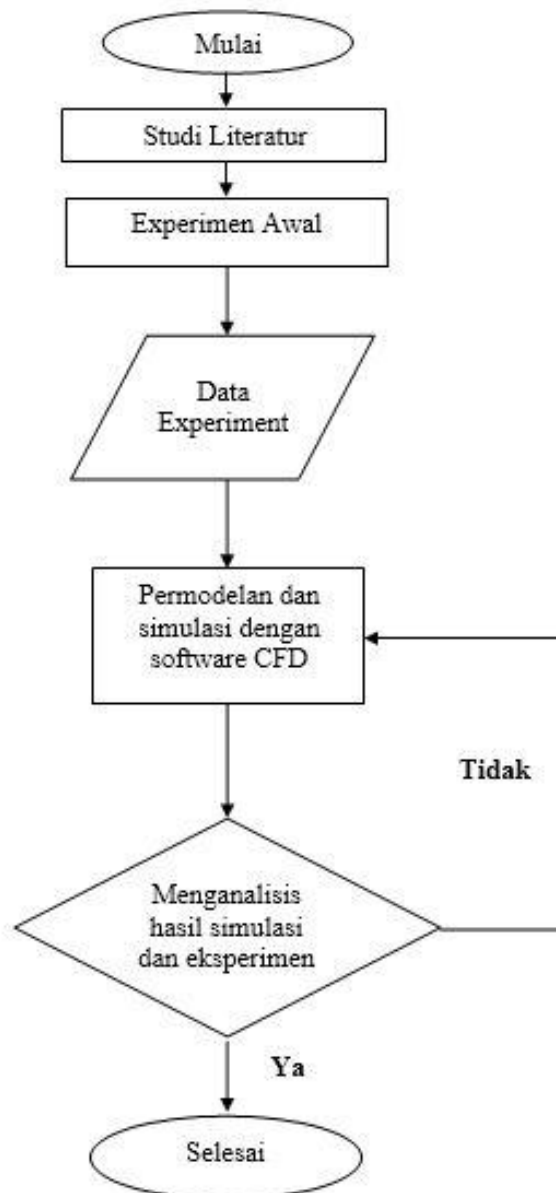 Mulai
Studi Literatur
Experimen Awal
Data
Experiment
Permodelan dan
simulasi dengan
software CFD
Tidak
Menganalisis
hasil simulasi
dan eksperimen
Ya
Selesai